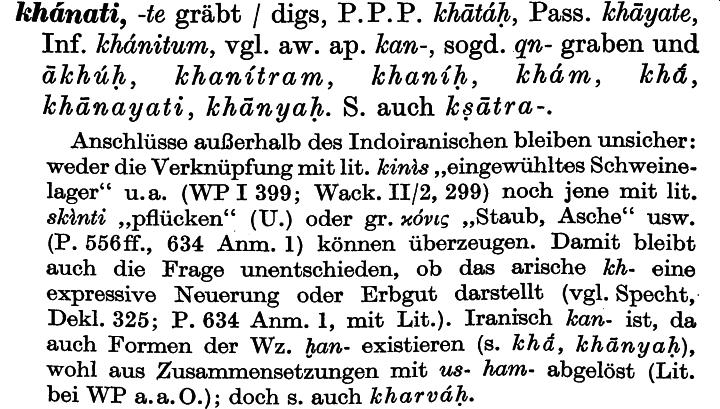 khánati, -te gräbt / digs, P.P.P. khātáḥ, Pass. khāyate,
Inf. khánitum, vgl. aw. ap. kan-, sogd. qn- graben und
ākhúḥ, khanítram, khaníḥ, khám, khā́,
khānayati, khānyaḥ. S. auch kṣātra-.
Anschlüsse außerhalb des Indoiranischen bleiben unsicher:
weder die Verknüpfung mit lit. kinìs „eingewühltes Schweine-
lager“ u.a. (WP I 399; Wack. II/2, 299) noch jene mit lit.
skìnti „pflücken“ (U.) oder gr. κόνις „Staub, Asche“ usw.
(P. 556ff., 634 Anm. 1) können überzeugen. Damit bleibt
auch die Frage unentschieden, ob das arische kh- eine
expressive Neuerung oder Erbgut darstellt (vgl. Specht,
Dekl. 325; P. 634 Anm. 1, mit Lit.). Iranisch kan- ist, da
auch Formen der Wz. ḫan- existieren (s. khā́, khānyaḥ),
wohl aus Zusammensetzungen mit us- ham- abgelöst (Lit.
bei WP a.a.O.); doch s. auch kharváḥ.